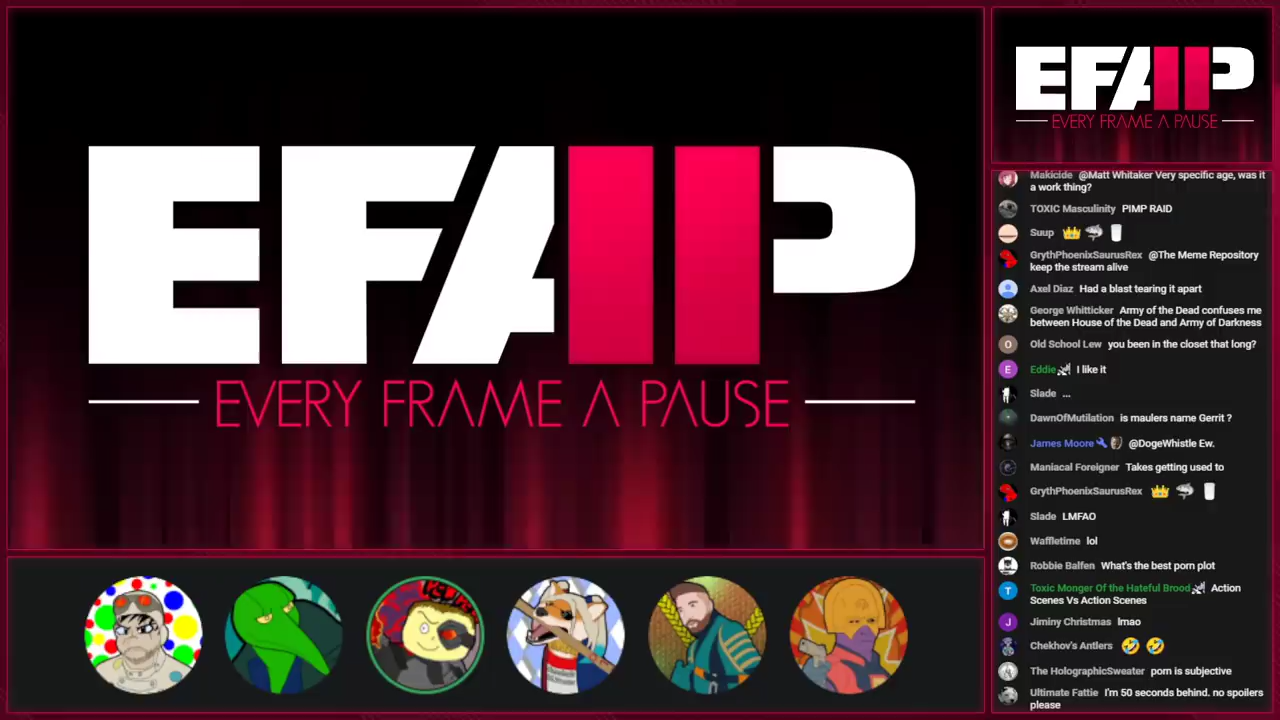 EFAP
EVERY FRAME A PAUSE
EFAP
EVERY FRAME A PAUSE
Makicide @Matt Whitaker Very specific age, was it
a work thing?
TOXIC Masculinity PIMP RAID
Suup 👑 🦈 🥛
GrythPhoenixSaurusRex @The Meme Repository
keep the stream alive
Axel Diaz Had a blast tearing it apart
George Whitticker Army of the Dead confuses me
between House of the Dead and Army of Darkness
O Old School Lew you been in the closet that long?
E Eddie I like it
Slade ...
DawnOfMutilation is maulers name Gerrit ?
James Moore @DogeWhistle Ew.
Maniacal Foreigner Takes getting used to
GrythPhoenixSaurusRex 👑 🦈 🥛
Slade LMFAO
Waffletime lol
Robbie Balfen What's the best porn plot
T Toxic Monger Of the Hateful Brood Action
Scenes Vs Action Scenes
J Jiminy Christmas lmao
Chekhov's Antlers 🤣 🤣
The HolographicSweater porn is subjective
Ultimate Fattie I'm 50 seconds behind. no spoilers
please